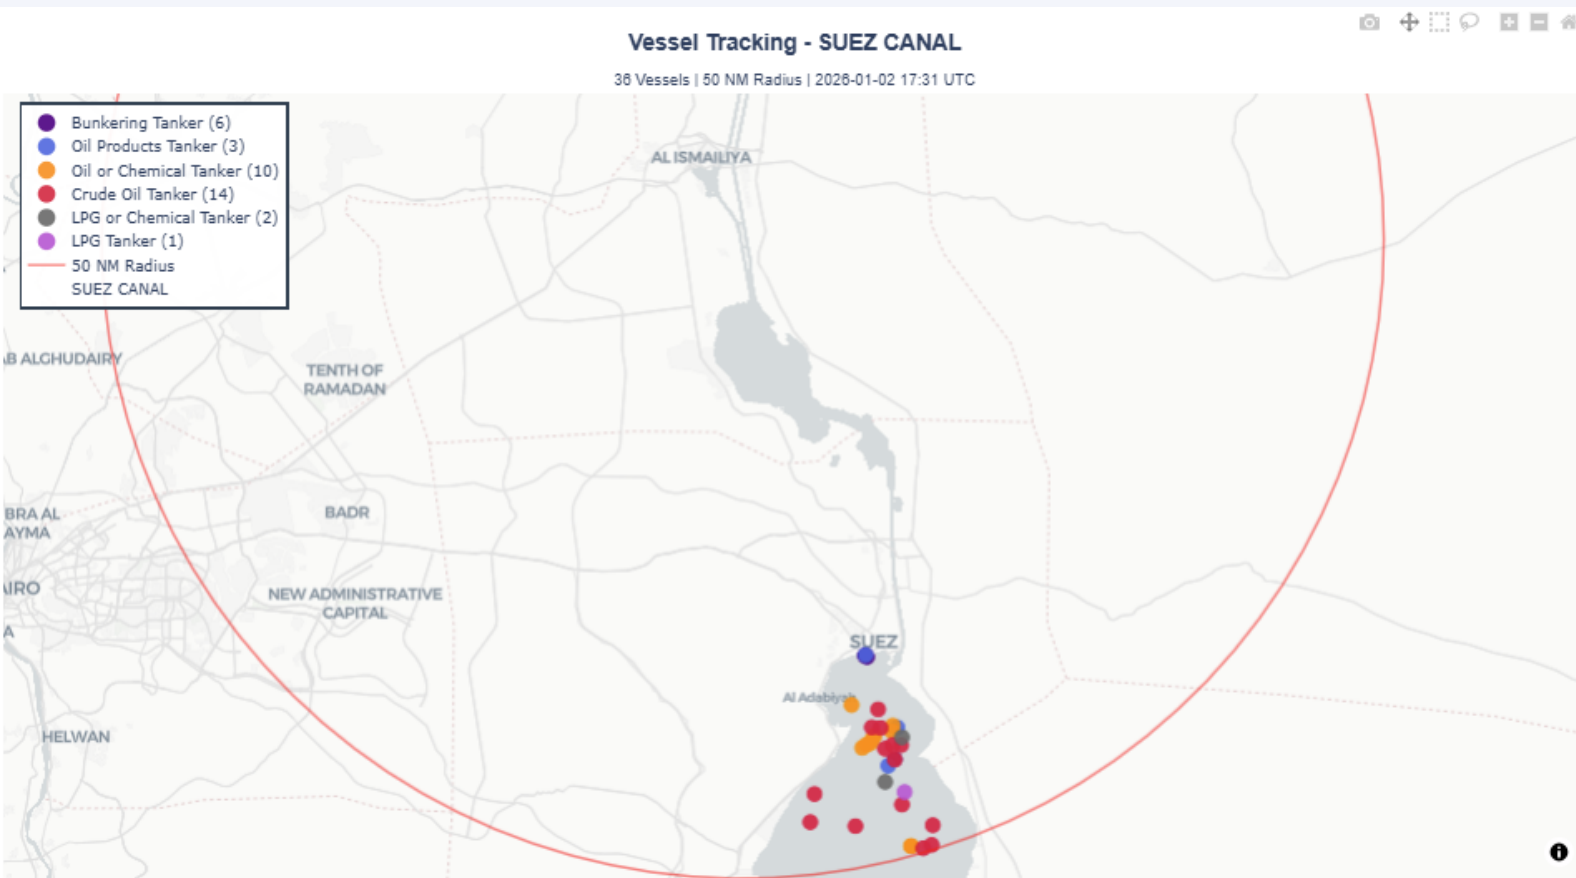 Vessel Tracking - SUEZ CANAL
36 Vessels | 50 NM Radius | 2026-01-02 17:31 UTC
Bunkering Tanker (6)
Oil Products Tanker (3)
Oil or Chemical Tanker (10)
Crude Oil Tanker (14)
LPG or Chemical Tanker (2)
LPG Tanker (1)
50 NM Radius
SUEZ CANAL
AL ISMAILIYA
AB ALGHUDAIRY
TENTH OF
RAMADAN
BADR
BRA AL
AYMA
AIRO
NEW ADMINISTRATIVE
CAPITAL
A
SUEZ
Al Adabiyah
HELWAN